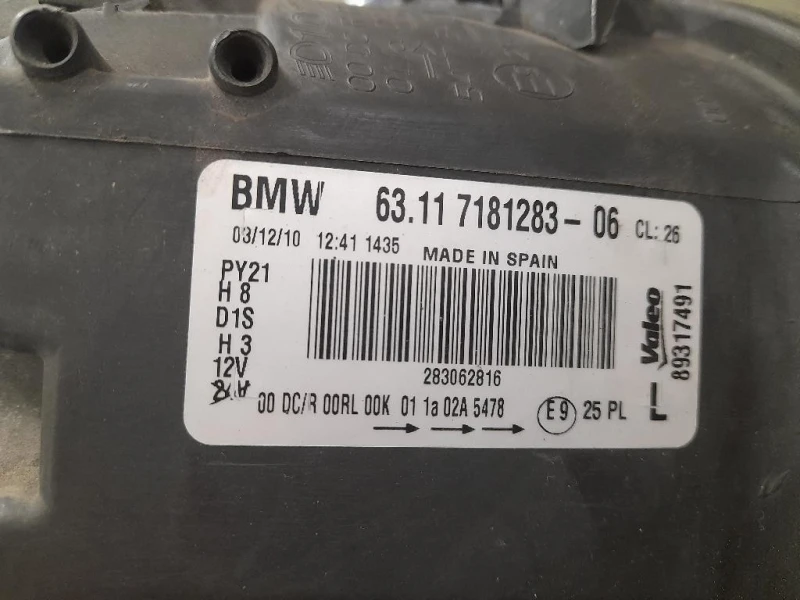 BMW 63.11 7181283-06 CL: 26
03/12/10 12:41 1435 MADE IN SPAIN
PY21
H 8
D1S
H 3
12V
283062816
Valeo
89317491
L
00 DC/R 00RL 00K 01 1a 02A 5478
E9 25 PL